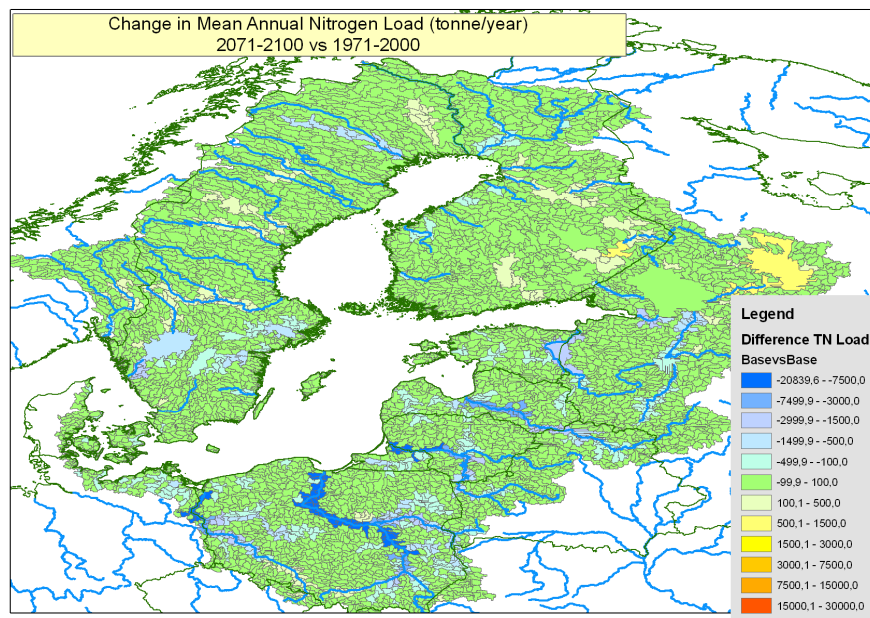 Change in Mean Annual Nitrogen Load (tonne/year)
2071-2100 vs 1971-2000
Legend
Difference TN Load
BasevsBase
-20839,6 - -7500,0
-7499,9 - -3000,0
-2999,9 - -1500,0
-1499,9 - -500,0
-499,9 - -100,0
-99,9 - 100,0
100,1 - 500,0
500,1 - 1500,0
1500,1 - 3000,0
3000,1 - 7500,0
7500,1 - 15000,0
15000,1 - 30000,0